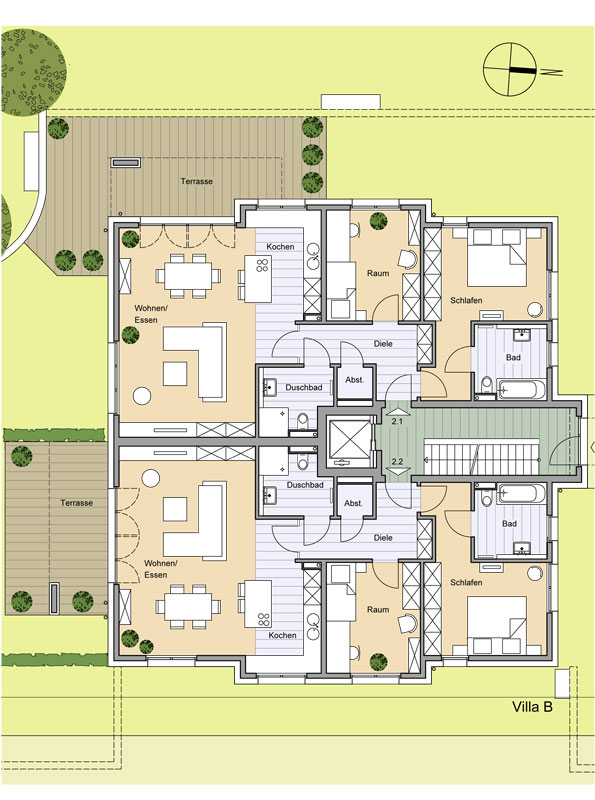 N
Terrasse
Kochen
Raum
Schlafen
Wohnen/
Essen
Diele
Bad
Abst.
Duschbad
2.1
2.2
Duschbad
Abst.
Terrasse
Bad
Diele
Wohnen/
Essen
Schlafen
Raum
Kochen
Villa B